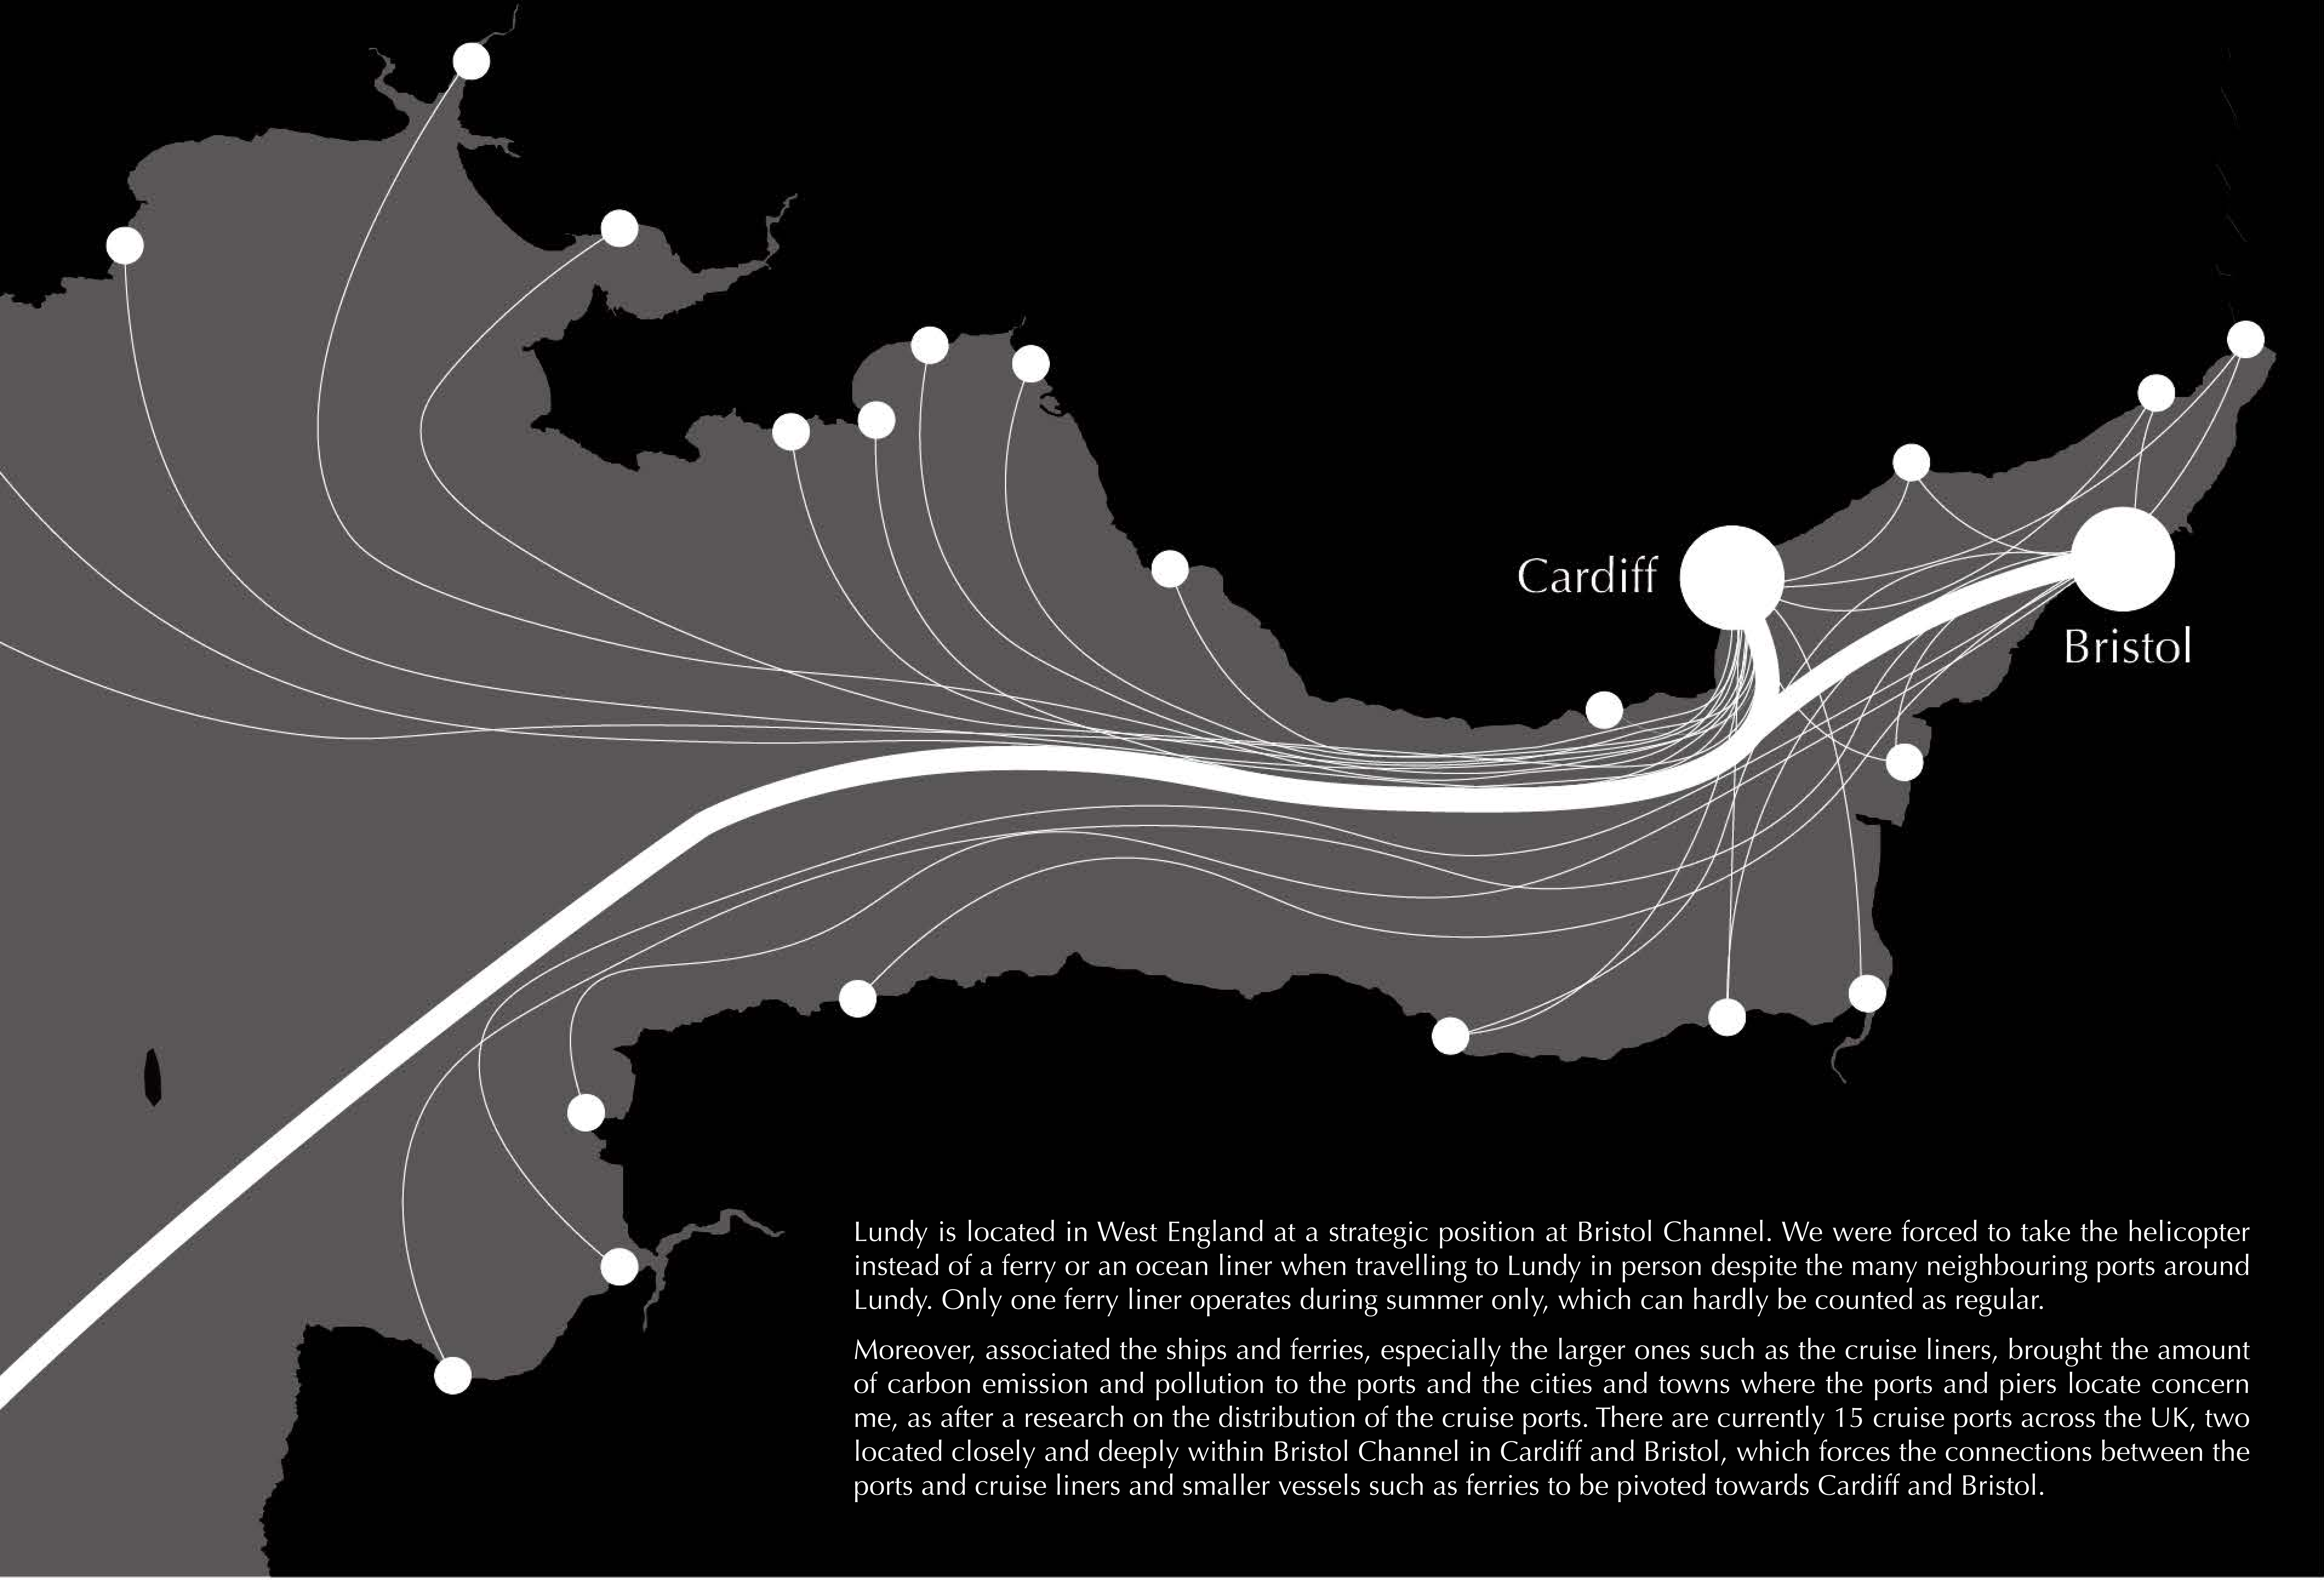 Cardiff
Bristol
Lundy is located in West England at a strategic position at Bristol Channel. We were forced to take the helicopter
instead of a ferry or an ocean liner when travelling to Lundy in person despite the many neighbouring ports around
Lundy. Only one ferry liner operates during summer only, which can hardly be counted as regular.
Moreover, associated the ships and ferries, especially the larger ones such as the cruise liners, brought the amount
of carbon emission and pollution to the ports and the cities and towns where the ports and piers locate concern
me, as after a research on the distribution of the cruise ports. There are currently 15 cruise ports across the UK, two
located closely and deeply within Bristol Channel in Cardiff and Bristol, which forces the connections between the
ports and cruise liners and smaller vessels such as ferries to be pivoted towards Cardiff and Bristol.